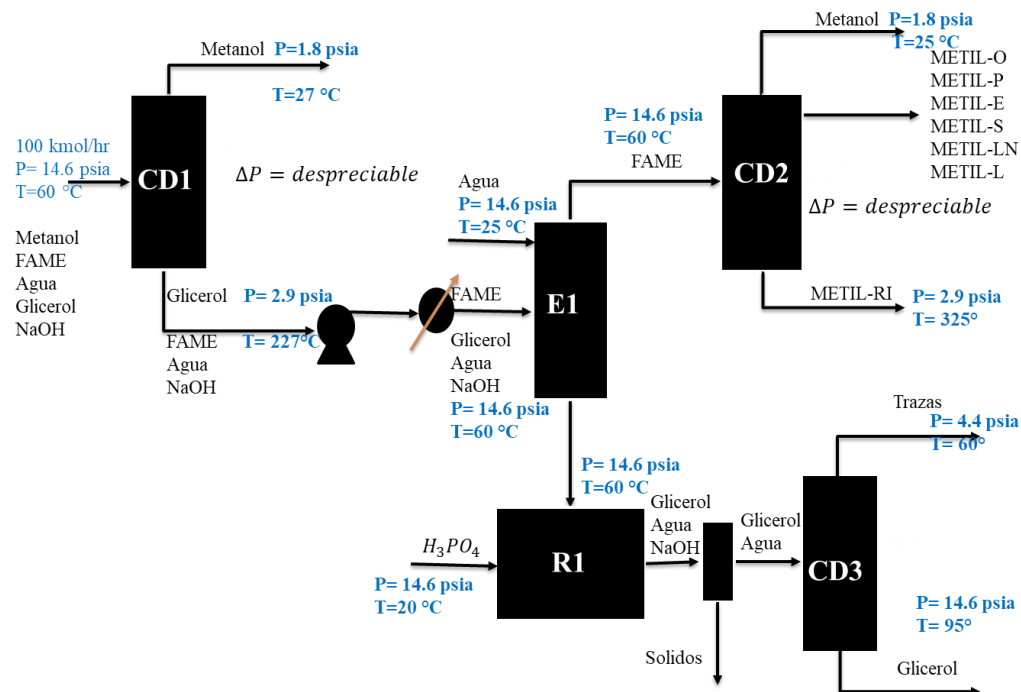 Metanol P=1.8 psia
T=27 °C
100 kmol/hr
P= 14.6 psia
T=60 °C
CD1
ΔP = despreciable
Metanol
FAME
Agua
Glicerol
NaOH
Glicerol
FAME
Agua
NaOH
P= 2.9 psia
T= 227°C
Agua
P= 14.6 psia
T=25 °C
FAME
Glicerol
Agua
NaOH
P= 14.6 psia
T=60 °C
E1
P= 14.6 psia
T=60 °C
FAME
Metanol P=1.8 psia
T=25 °C
METIL-O
METIL-P
METIL-E
METIL-S
METIL-LN
METIL-L
CD2
ΔP = despreciable
METIL-RI
P= 2.9 psia
T= 325°
P= 14.6 psia
T=60 °C
H₃PO₄
P= 14.6 psia
T=20 °C
R1
Glicerol
Agua
NaOH
Solidos
Glicerol
Agua
CD3
Trazas
P= 4.4 psia
T= 60°
P= 14.6 psia
T= 95°
Glicerol